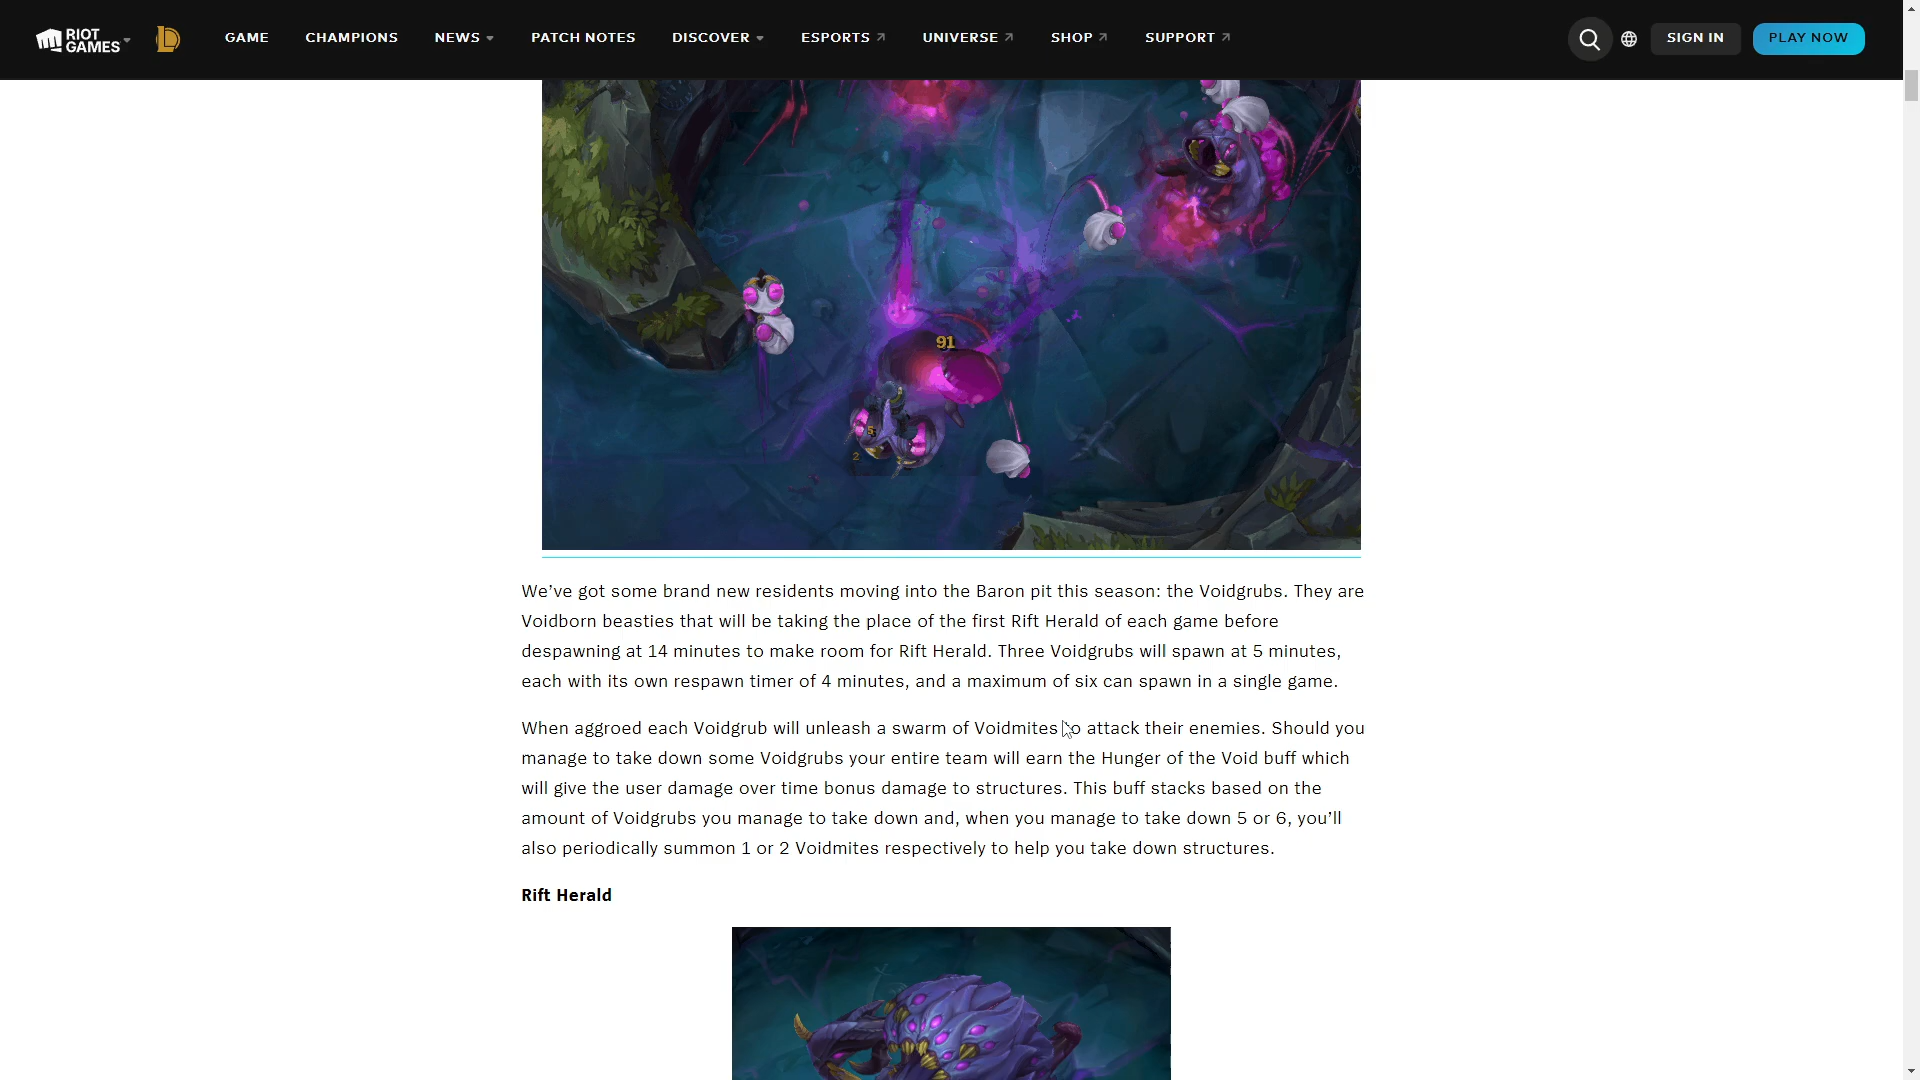 RIOT GAMES GAME CHAMPIONS NEWS PATCH NOTES DISCOVER ESPORTS UNIVERSE SHOP SUPPORT SIGN IN PLAY NOW
91
5
2
We’ve got some brand new residents moving into the Baron pit this season: the Voidgrubs. They are
Voidborn beasties that will be taking the place of the first Rift Herald of each game before
despawning at 14 minutes to make room for Rift Herald. Three Voidgrubs will spawn at 5 minutes,
each with its own respawn timer of 4 minutes, and a maximum of six can spawn in a single game.
When aggroed each Voidgrub will unleash a swarm of Voidmites to attack their enemies. Should you
manage to take down some Voidgrubs your entire team will earn the Hunger of the Void buff which
will give the user damage over time bonus damage to structures. This buff stacks based on the
amount of Voidgrubs you manage to take down and, when you manage to take down 5 or 6, you’ll
also periodically summon 1 or 2 Voidmites respectively to help you take down structures.
Rift Herald